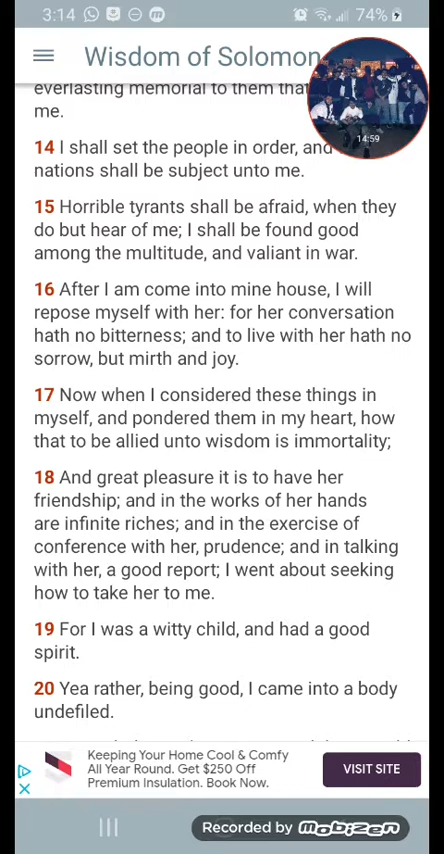 3:14
74%
Wisdom of Solomon
everlasting memorial to them
me.
14:59
14 I shall set the people in order, and
nations shall be subject unto me.
15 Horrible tyrants shall be afraid, when they
do but hear of me; I shall be found good
among the multitude, and valiant in war.
16 After I am come into mine house, I will
repose myself with her: for her conversation
hath no bitterness; and to live with her hath no
sorrow, but mirth and joy.
17 Now when I considered these things in
myself, and pondered them in my heart, how
that to be allied unto wisdom is immortality;
18 And great pleasure it is to have her
friendship; and in the works of her hands
are infinite riches; and in the exercise of
conference with her, prudence; and in talking
with her, a good report; I went about seeking
how to take her to me.
19 For I was a witty child, and had a good
spirit.
20 Yea rather, being good, I came into a body
undefiled.
Keeping Your Home Cool & Comfy
All Year Round. Get $250 Off
Premium Insulation. Book Now.
VISIT SITE
Recorded by Mobizen